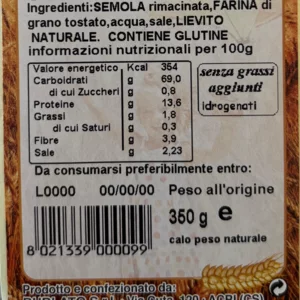 Ingredienti:SEMOLA rimacinata,FARINA di
grano tostato,acqua,sale,LIEVITO
NATURALE. CONTIENE GLUTINE
informazioni nutrizionali per 100g
Valore energetico Kcal 364
Carboidrati g 69,0
di cui Zuccheri g 0,8
Proteine g 13,6
Grassi g 1,8
di cui Saturi g 0,3
Fibre g 3,9
Sale g 2,23
senza grassi
aggiunti
idrogenati
Da consumarsi preferibilmente entro:
L0000 00/00/00 Peso all'origine
350 g e
calo peso naturale
8 021339 000099
Prodotto e confezionato da: